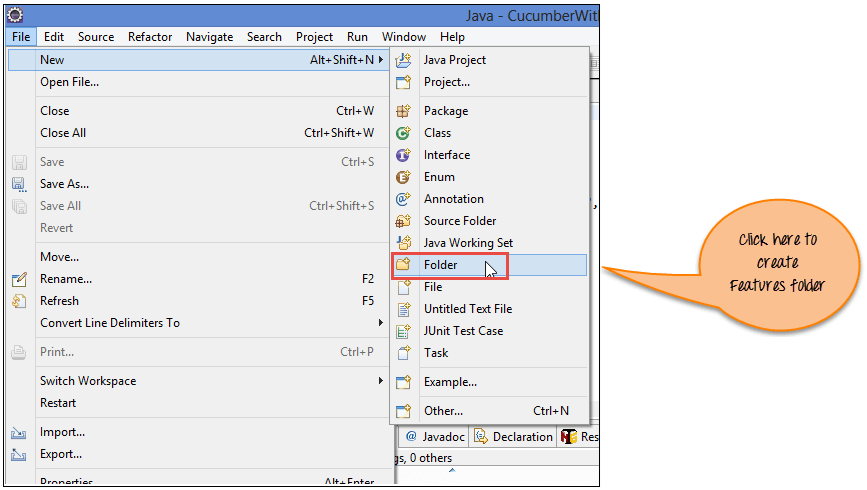 Java - CucumberWith
File Edit Source Refactor Navigate Search Project Run Window Help
New Alt+Shift+N
Open File...
Close Ctrl+W
Close All Ctrl+Shift+W
Save Ctrl+S
Save As...
Save All Ctrl+Shift+S
Revert
Move...
Rename... F2
Refresh F5
Convert Line Delimiters To
Print... Ctrl+P
Switch Workspace
Restart
Import...
Export...
Properties Alt+Enter
Java Project
Project...
Package
Class
Interface
Enum
Annotation
Source Folder
Java Working Set
Folder
File
Untitled Text File
JUnit Test Case
Task
Example...
Other... Ctrl+N
@ Javadoc Declaration Res
gs, 0 others
Click here to
create
Features folder